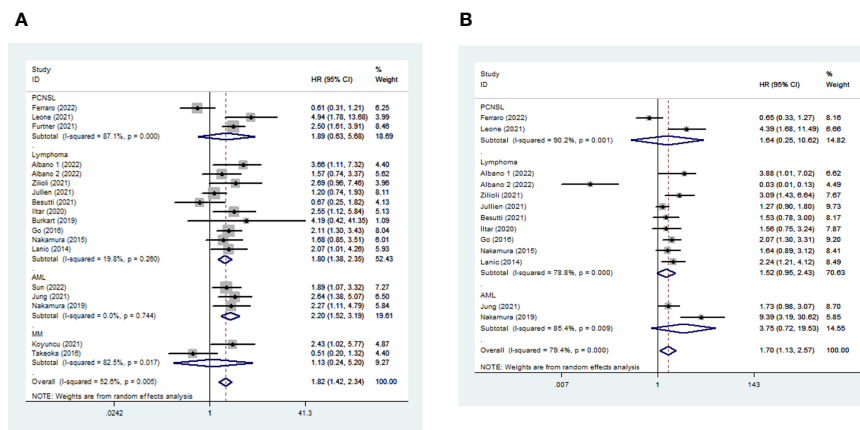 A
Study
%
ID
HR (95% CI)
Weight
PCNSL
Ferraro (2022) 0.61 (0.31, 1.21) 6.25
Leone (2021) 4.94 (1.78, 13.68) 3.99
Furtner (2021) 2.50 (1.61, 3.91) 8.46
Subtotal (I-squared = 87.1%, p = 0.000) 1.89 (0.63, 5.68) 18.69
.
Lymphoma
Albano 1 (2022) 3.66 (1.11, 7.32) 4.40
Albano 2 (2022) 1.57 (0.74, 3.37) 5.62
Zilioli (2021) 2.69 (0.96, 7.46) 3.96
Jullien (2021) 1.20 (0.74, 1.93) 8.11
Besutti (2021) 0.67 (0.25, 1.82) 4.13
Iltar (2020) 2.55 (1.12, 5.84) 5.13
Burkart (2019) 4.19 (0.42, 41.35) 1.09
Go (2016) 2.11 (1.30, 3.43) 8.04
Nakamura (2015) 1.68 (0.85, 3.51) 6.01
Lanic (2014) 2.07 (1.01, 4.26) 5.93
Subtotal (I-squared = 19.8%, p = 0.260) 1.80 (1.38, 2.35) 52.43
.
AML
Sun (2022) 1.89 (1.07, 3.32) 7.27
Jung (2021) 2.64 (1.38, 5.07) 6.50
Nakamura (2019) 2.27 (1.11, 4.79) 5.84
Subtotal (I-squared = 0.0%, p = 0.744) 2.20 (1.52, 3.19) 19.61
.
MM
Koyuncu (2021) 2.43 (1.02, 5.77) 4.87
Takeoka (2016) 0.51 (0.20, 1.32) 4.40
Subtotal (I-squared = 82.5%, p = 0.017) 1.13 (0.24, 5.20) 9.27
.
Overall (I-squared = 52.6%, p = 0.005) 1.82 (1.42, 2.34) 100.00
NOTE: Weights are from random effects analysis
.0242 1 41.3
B
Study
%
ID
HR (95% CI)
Weight
PCNSL
Ferraro (2022) 0.65 (0.33, 1.27) 8.16
Leone (2021) 4.39 (1.68, 11.49) 6.66
Subtotal (I-squared = 90.2%, p = 0.001) 1.64 (0.25, 10.62) 14.82
.
Lymphoma
Albano 1 (2022) 3.88 (1.01, 7.02) 6.62
Albano 2 (2022) 0.03 (0.01, 0.13) 4.49
Zilioli (2021) 3.09 (1.43, 6.64) 7.67
Jullien (2021) 1.27 (0.90, 1.80) 9.73
Besutti (2021) 1.53 (0.78, 3.00) 8.17
Iltar (2020) 1.56 (0.75, 3.24) 7.87
Go (2016) 2.07 (1.30, 3.31) 9.20
Nakamura (2015) 1.64 (0.89, 3.12) 8.41
Lanic (2014) 2.24 (1.21, 4.12) 8.49
Subtotal (I-squared = 78.8%, p = 0.000) 1.52 (0.95, 2.43) 70.63
.
AML
Jung (2021) 1.73 (0.98, 3.07) 8.70
Nakamura (2019) 9.39 (3.19, 30.62) 5.85
Subtotal (I-squared = 85.4%, p = 0.009) 3.75 (0.72, 19.53) 14.55
.
Overall (I-squared = 79.4%, p = 0.000) 1.70 (1.13, 2.57) 100.00
NOTE: Weights are from random effects analysis
.007 1 143